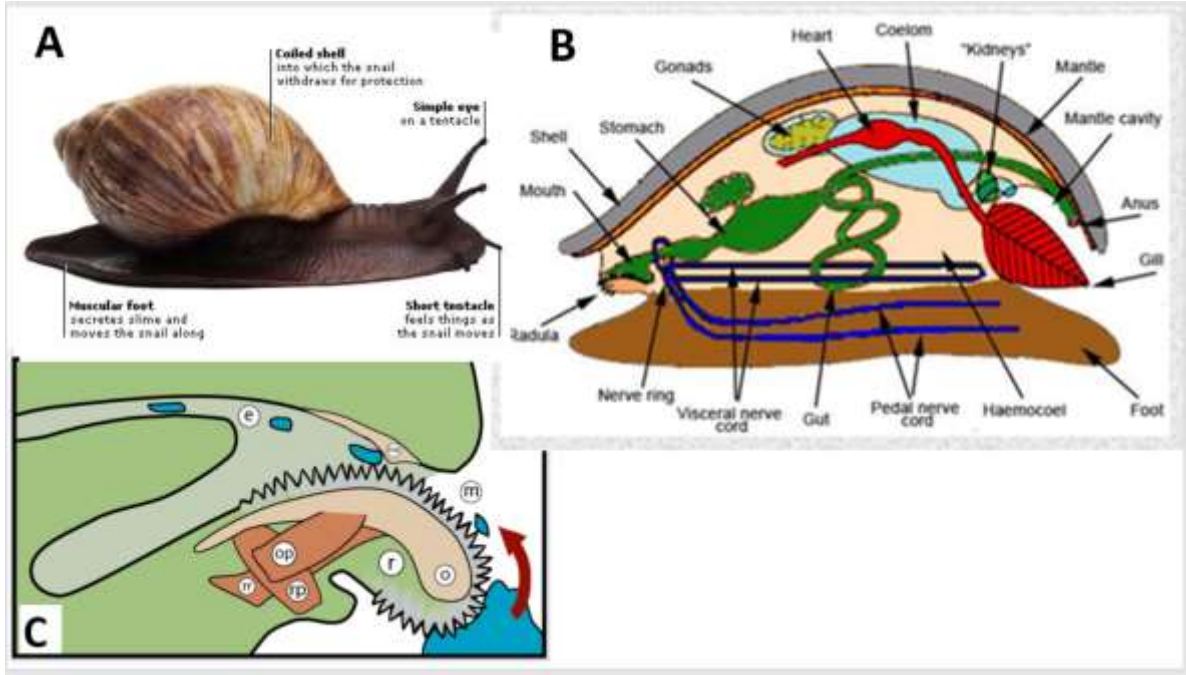 A
Coiled shell
into which the snail
withdraws for protection
Simple eye
on a tentacle
Muscular foot
secretes slime and
moves the snail along
Short tentacle
feels things as
the snail moves
B
Heart
Coelom
"Kidneys"
Gonads
Mantle
Stomach
Mantle cavity
Shell
Mouth
Anus
Gill
Radula
Nerve ring
Visceral nerve
cord
Gut
Pedal nerve
cord
Haemocoel
Foot
e
m
op
r
o
rr
rp
C